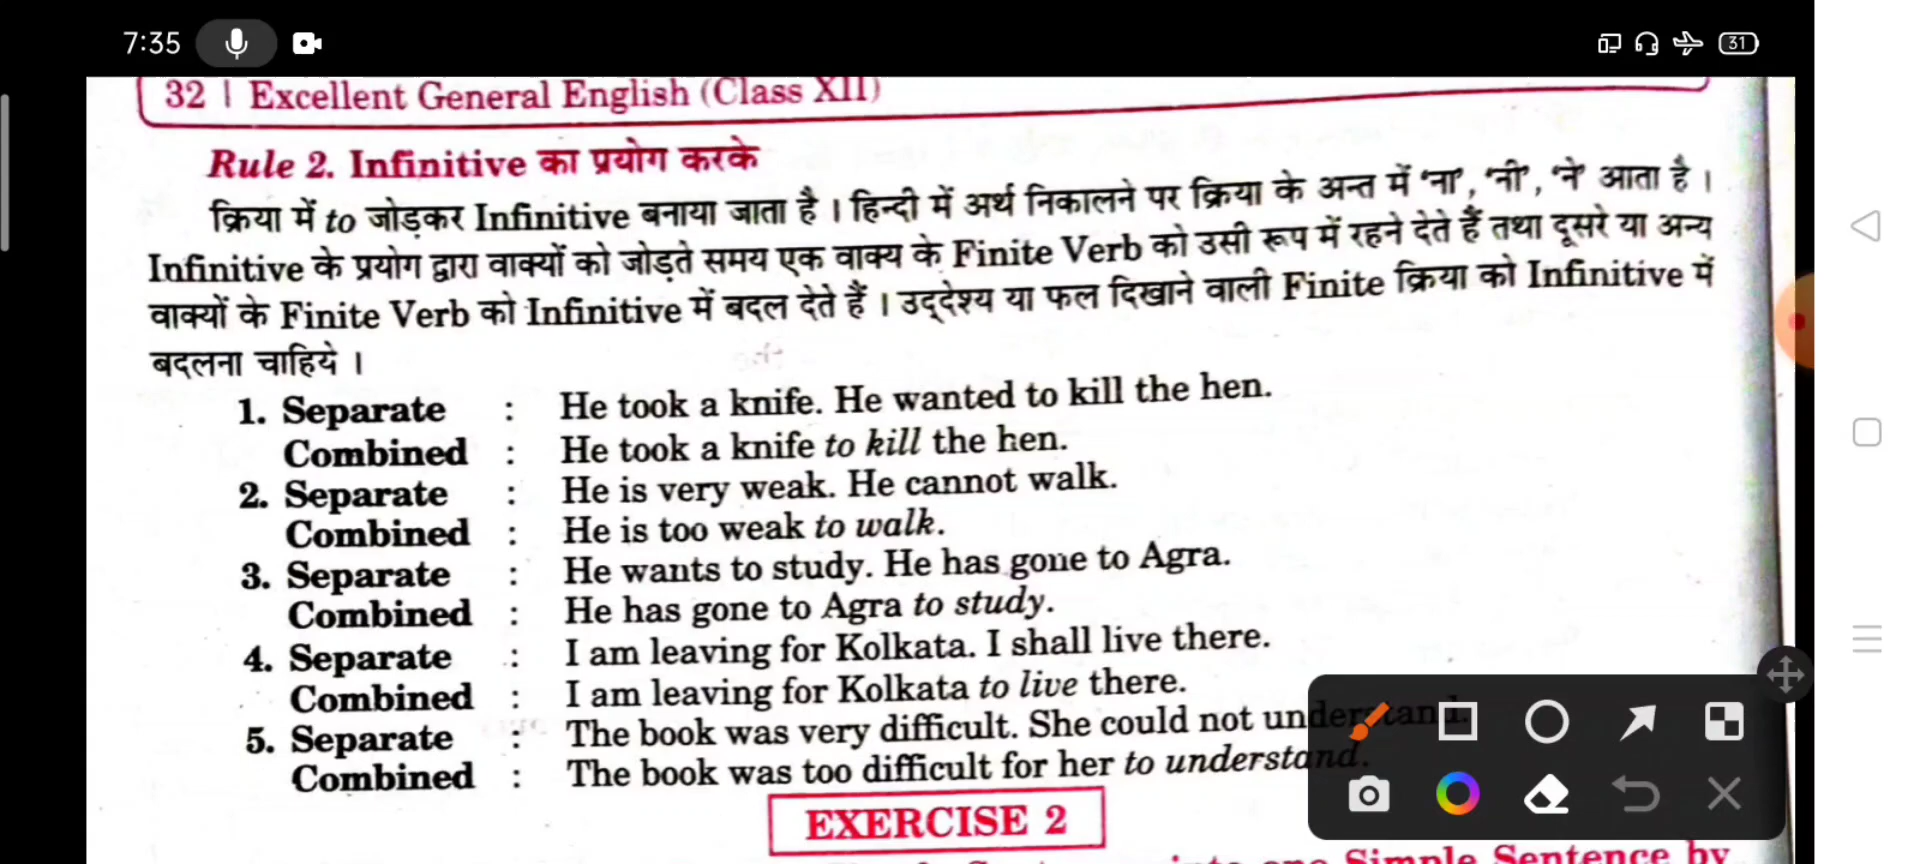 7:35
31
32 | Excellent General English (Class XII)
Rule 2. Infinitive का प्रयोग करके
क्रिया में to जोड़कर Infinitive बनाया जाता है । हिन्दी में अर्थ निकालने पर क्रिया के अन्त में 'ना', 'नी', 'ने' आता है ।
Infinitive के प्रयोग द्वारा वाक्यों को जोड़ते समय एक वाक्य के Finite Verb को उसी रूप में रहने देते हैं तथा दूसरे या अन्य
वाक्यों के Finite Verb को Infinitive में बदल देते हैं । उद्देश्य या फल दिखाने वाली Finite क्रिया को Infinitive में
बदलना चाहिये ।
1. Separate : He took a knife. He wanted to kill the hen.
Combined : He took a knife to kill the hen.
2. Separate : He is very weak. He cannot walk.
Combined : He is too weak to walk.
3. Separate : He wants to study. He has gone to Agra.
Combined : He has gone to Agra to study.
4. Separate : I am leaving for Kolkata. I shall live there.
Combined : I am leaving for Kolkata to live there.
5. Separate : The book was very difficult. She could not understand.
Combined : The book was too difficult for her to understand.
EXERCISE 2
into one Simple Sentence by